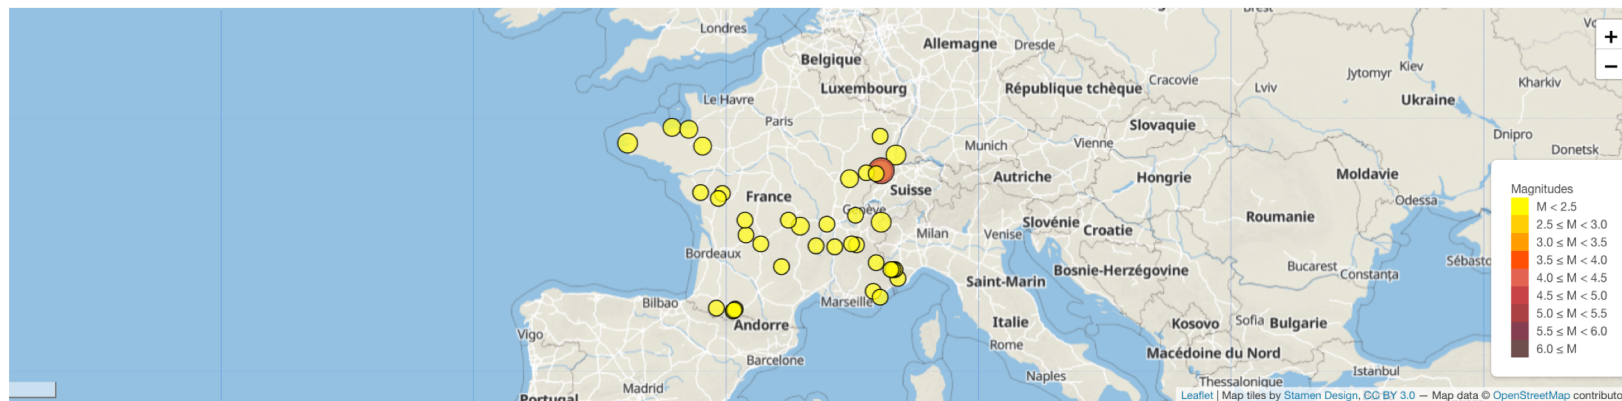 Brest
Londres
Allemagne
Dresde
Belgique
Luxembourg
République tchèque
Cracovie
Lviv
Jytomyr
Kiev
Kharkiv
Ukraine
Le Havre
Paris
Slovaquie
Dnipro
Munich
Vienne
Donetsk
Autriche
Hongrie
Moldavie
Suisse
France
Genève
Odessa
Slovénie
Roumanie
Milan
Venise
Croatie
Bordeaux
Bosnie-Herzégovine
Bucarest
Constanța
Sébasto
Saint-Marin
Bilbao
Marseille
Vigo
Andorre
Italie
Kosovo
Sofia
Bulgarie
Rome
Macédoine du Nord
Barcelone
Naples
Istanbul
Thessalonique
Madrid
Portugal
+
−
Magnitudes
M < 2.5
2.5 ≤ M < 3.0
3.0 ≤ M < 3.5
3.5 ≤ M < 4.0
4.0 ≤ M < 4.5
4.5 ≤ M < 5.0
5.0 ≤ M < 5.5
5.5 ≤ M < 6.0
6.0 ≤ M
Leaflet | Map tiles by Stamen Design, CC BY 3.0 — Map data © OpenStreetMap contributo